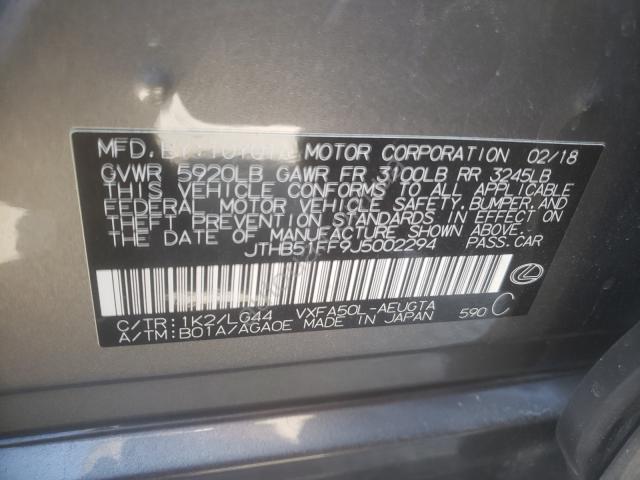 MFD. BY: TOYOTA MOTOR CORPORATION 02/18
GVWR 5920LB GAWR FR 3100LB RR 3245LB
THIS VEHICLE CONFORMS TO ALL APPLICABLE
FEDERAL MOTOR VEHICLE SAFETY, BUMPER, AND
THEFT PREVENTION STANDARDS IN EFFECT ON
THE DATE OF MANUFACTURE SHOWN ABOVE.
JTHB51FF9J5002294 PASS.CAR
C/TR: 1K2/LG44 VXFA50L-AEUGTA 590 C
A/TM: B01A/AGA0E MADE IN JAPAN